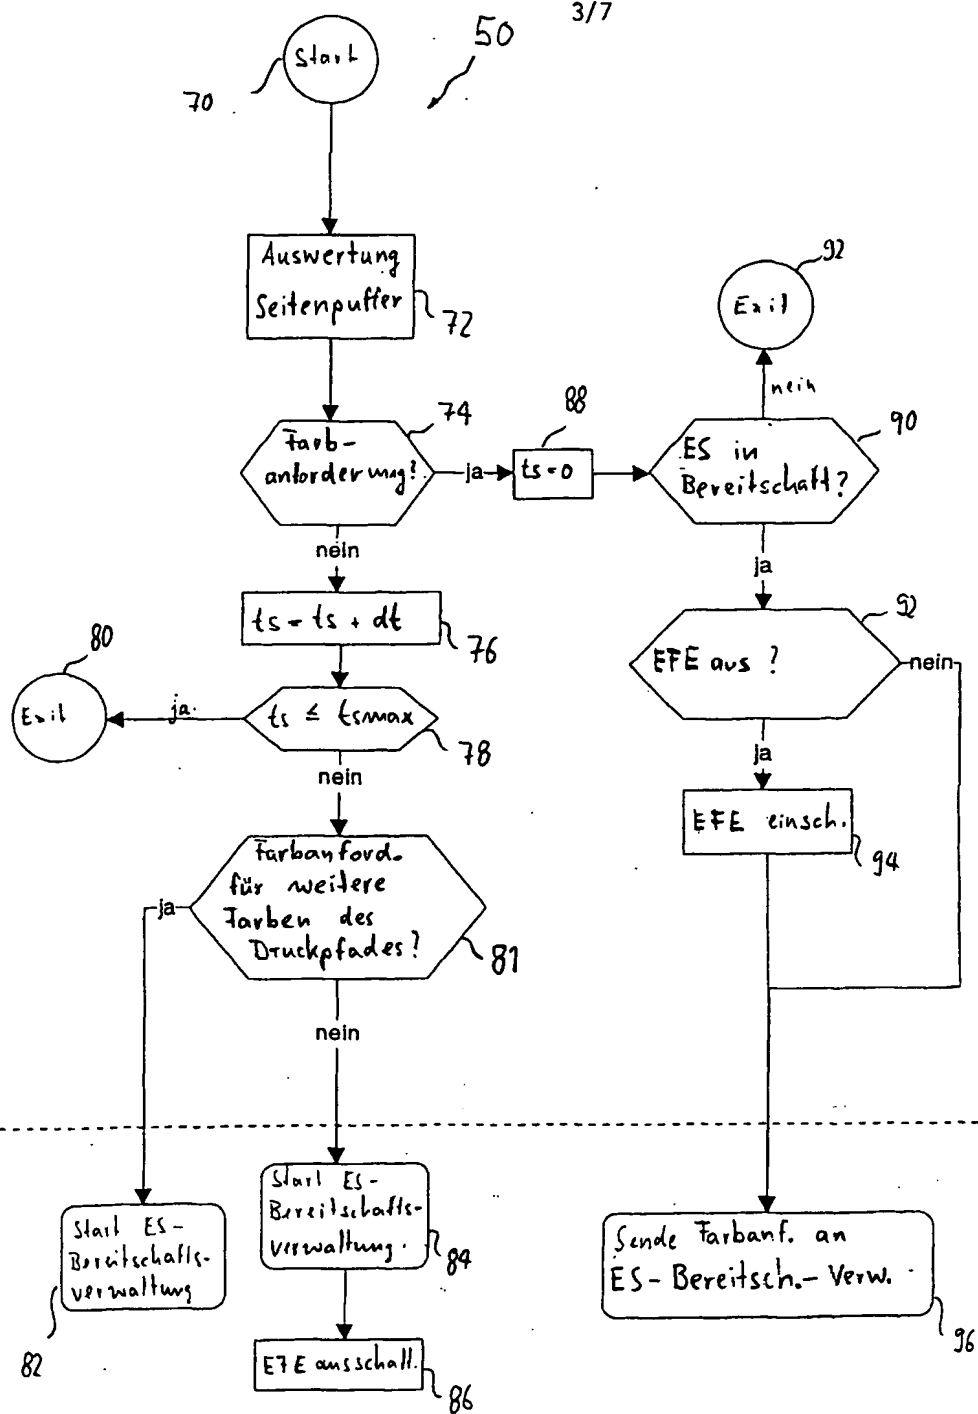 3/7
50
Start
70
Auswertung
Seitenpuffer
72
92
Exit
nein
74
Farb-
anforderung?
ja
88
ts = 0
90
ES in
Bereitschaft?
nein
ja
ts = ts + dt
76
92
EFE aus ?
nein
80
Exit
ja
ts ≤ tsmax
78
nein
ja
EFE einsch.
94
Farbanford.
für weitere
Farben des
Druckpfades?
81
ja
nein
Start ES-
Bereitschafts-
verwaltung
82
Start ES-
Bereitschafts-
verwaltung.
84
EFE ausschalt.
86
Sende Farbanf. an
ES-Bereitsch.-Verw.
96